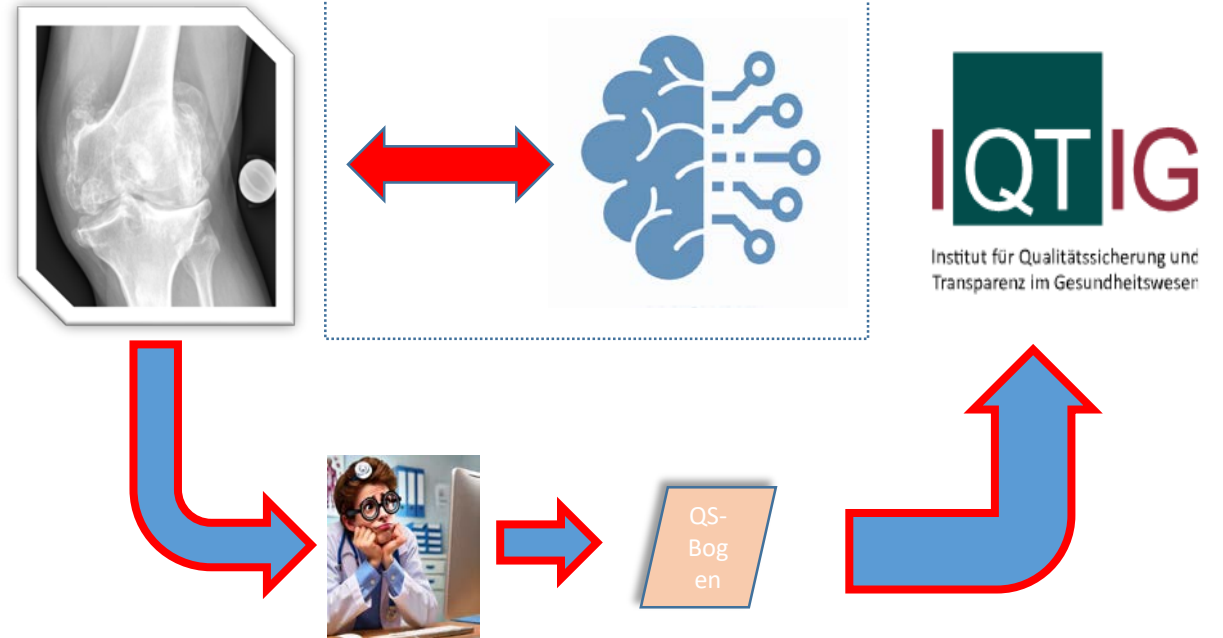 IQTIG
Institut für Qualitätssicherung und
Transparenz im Gesundheitswesen
QS-
Bog
en